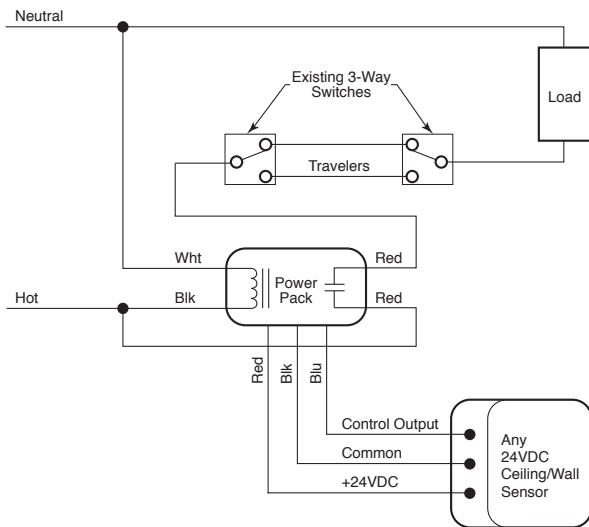 Neutral
Existing 3-Way
Switches
Load
Travelers
Wht
Red
Power
Pack
Hot
Blk
Red
Red
Blk
Blu
Control Output
Common
+24VDC
Any
24VDC
Ceiling/Wall
Sensor